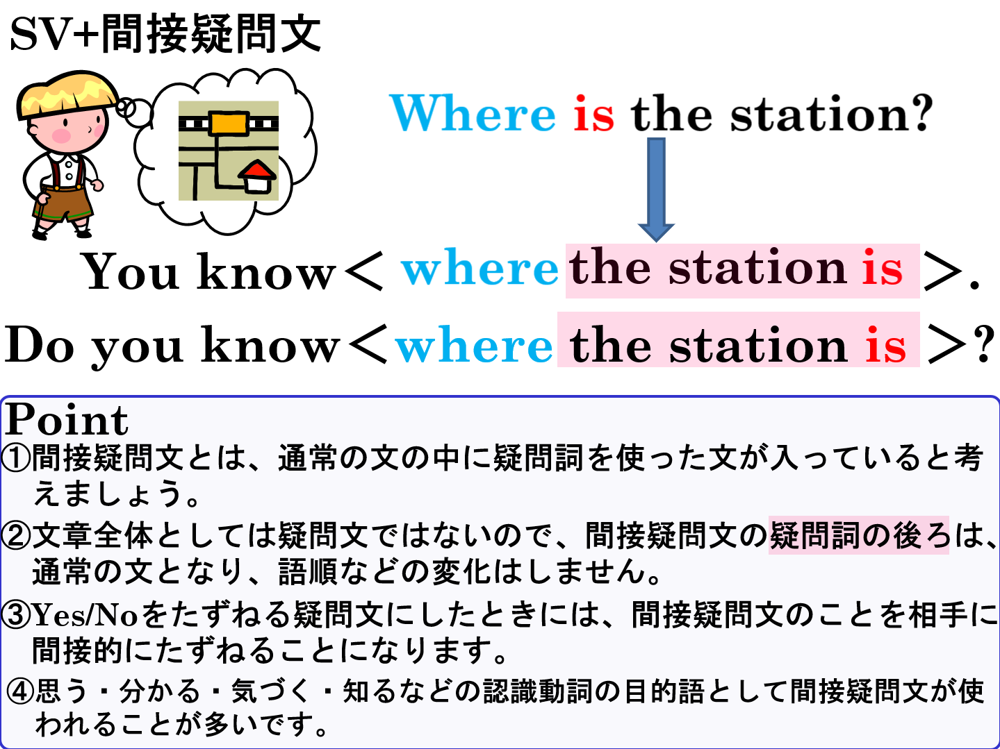 SV+間接疑問文
Where is the station?
You know＜ where the station is ＞.
Do you know＜where the station is ＞?
Point
①間接疑問文とは、通常の文の中に疑問詞を使った文が入っていると考
えましょう。
②文章全体としては疑問文ではないので、間接疑問文の疑問詞の後ろは、
通常の文となり、語順などの変化はしません。
③Yes/Noをたずねる疑問文にしたときには、間接疑問文のことを相手に
間接的にたずねることになります。
④思う・分かる・気づく・知るなどの認識動詞の目的語として間接疑問文が使
われることが多いです。